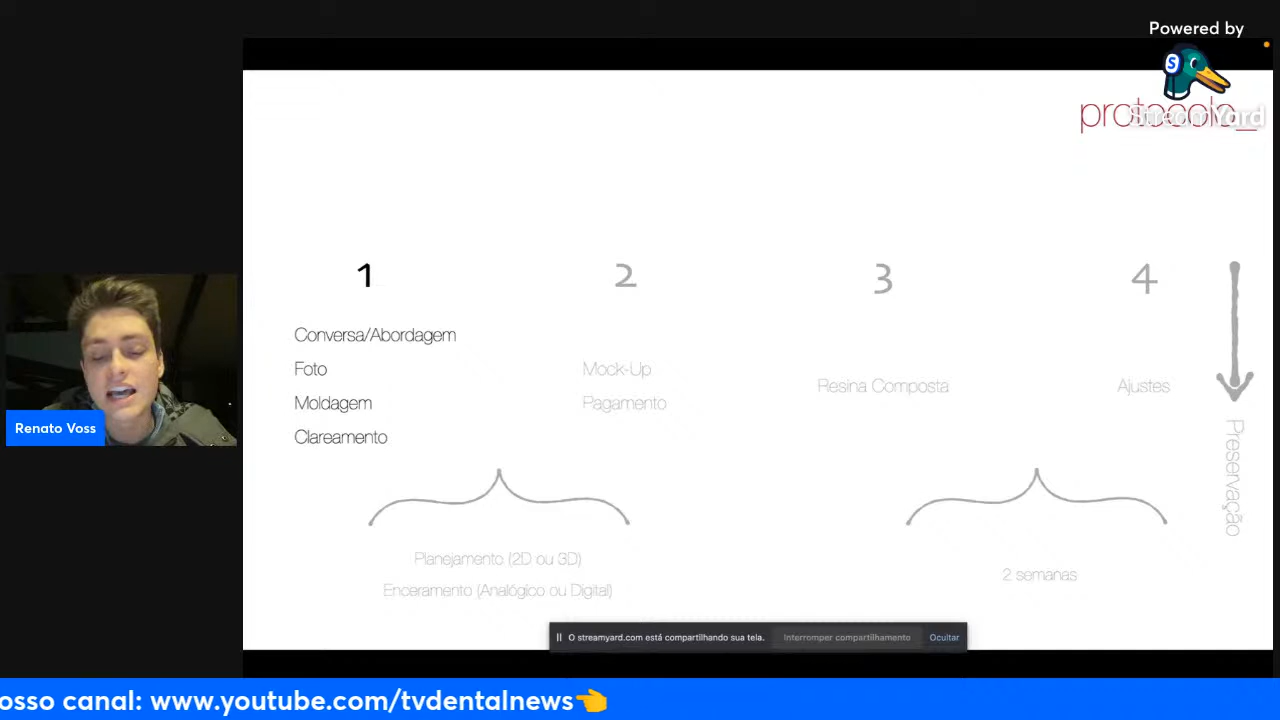 Powered by
StreamYard
protocolo_
1
2
3
4
Conversa/Abordagem
Foto
Moldagem
Clareamento
Mock-Up
Pagamento
Resina Composta
Ajustes
Preservação
Planejamento (2D ou 3D)
Enceramento (Analógico ou Digital)
2 semanas
Renato Voss
O streamyard.com está compartilhando sua tela.
Interromper compartilhamento
Ocultar
osso canal: www.youtube.com/tvdentalnews👈